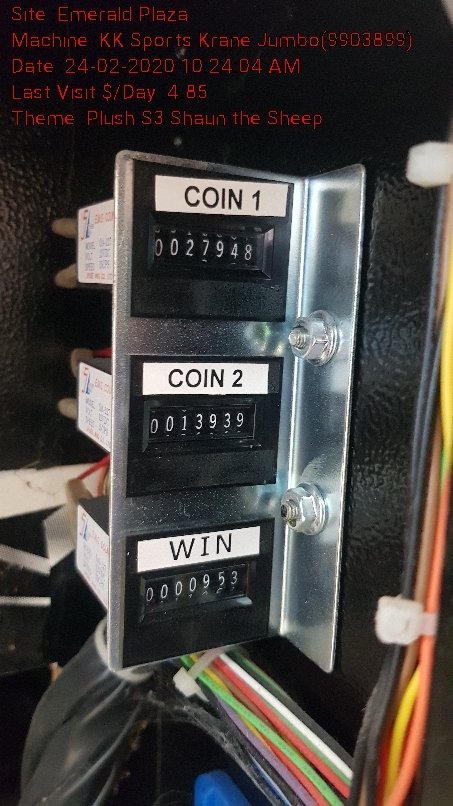 Site :Emerald Plaza
Machine :KK Sports Krane Jumbo(9903899)
Date :24-02-2020 10:24:04 AM
Last Visit $/Day :4.85
Theme :Plush S3 Shaun the Sheep
COIN 1
0027948
COIN 2
0013939
WIN
0000953